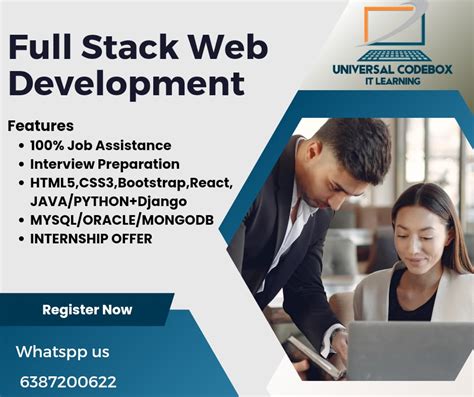 Full Stack Web
Development
UNIVERSAL CODEBOX
IT LEARNING
Features
100% Job Assistance
Interview Preparation
HTML5,CSS3,Bootstrap,React,
JAVA/PYTHON+Django
MYSQL/ORACLE/MONGODB
INTERNSHIP OFFER
Register Now
Whatspp us
6387200622